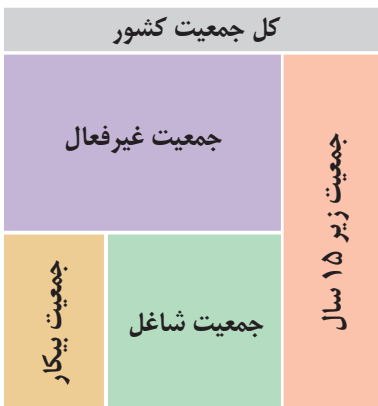 کل جمعیت کشور
جمعیت زیر ۱۵ سال
جمعیت غیرفعال
جمعیت شاغل
جمعیت بیکار